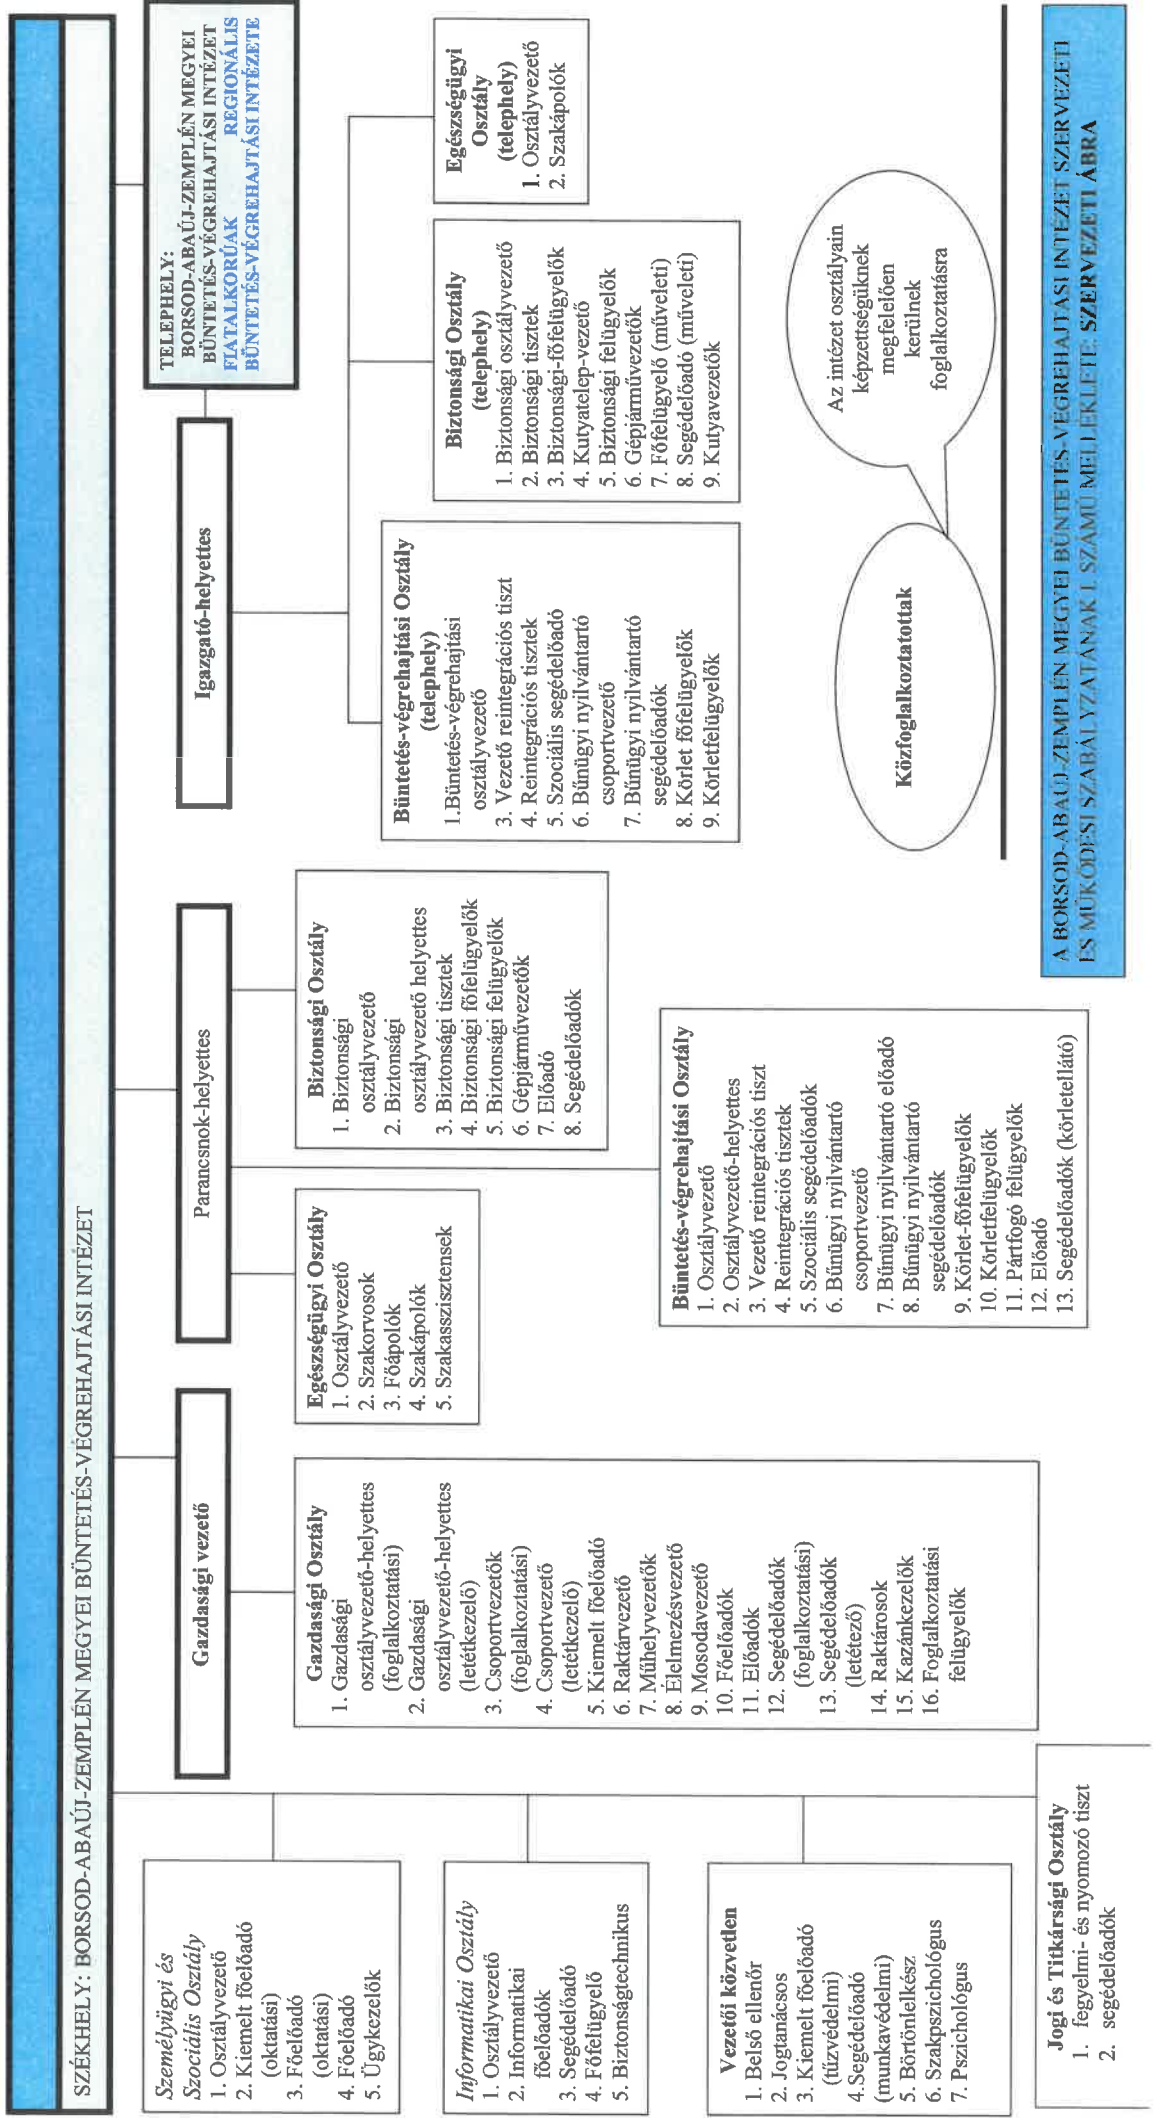 SZÉKHELY: BORSOD-ABAÚJ-ZEMPLÉN MEGYEI BÜNTETÉS-VÉGREHAJTÁSI INTÉZET
TELEPHELY:
BORSOD-ABAÚJ-ZEMPLÉN MEGYEI
BÜNTETÉS-VÉGREHAJTÁSI INTÉZET
FIATALKORÚAK REGIONÁLIS
BÜNTETÉS-VÉGREHAJTÁSI INTÉZETE
Gazdasági vezető
Parancsnok-helyettes
Igazgató-helyettes
Személyügyi és
Szociális Osztály
1. Osztályvezető
2. Kiemelt főelőadó
(oktatási)
3. Főelőadó
(oktatási)
4. Főelőadó
5. Ügykezelők
Informatikai Osztály
1. Osztályvezető
2. Informatikai
főelőadók
3. Segédelőadó
4. Főfelügyelő
5. Biztonságtechnikus
Vezetői közvetlen
1. Belső ellenőr
2. Jogtanácsos
3. Kiemelt főelőadó
(tűzvédelmi)
4.Segédelőadó
(munkavédelmi)
5. Börtönlelkész
6. Szakpszichológus
7. Pszichológus
Jogi és Titkársági Osztály
1. fegyelmi- és nyomozó tiszt
2. segédelőadók
Gazdasági Osztály
1. Gazdasági
osztályvezető-helyettes
(foglalkoztatási)
2. Gazdasági
osztályvezető-helyettes
(letétkezelő)
3. Csoportvezetők
(foglalkoztatási)
4. Csoportvezető
(letétkezelő)
5. Kiemelt főelőadó
6. Raktárvezető
7. Műhelyvezetők
8. Élelmezésvezető
9. Mosodavezető
10. Főelőadók
11. Előadók
12. Segédelőadók
(foglalkoztatási)
13. Segédelőadók
(letétező)
14. Raktárosok
15. Kazánkezelők
16. Foglalkoztatási
felügyelők
Egészségügyi Osztály
1. Osztályvezető
2. Szakorvosok
3. Főápolók
4. Szakápolók
5. Szakasszisztensek
Biztonsági Osztály
1. Biztonsági
osztályvezető
2. Biztonsági
osztályvezető helyettes
3. Biztonsági tisztek
4. Biztonsági főfelügyelők
5. Biztonsági felügyelők
6. Gépjárművezetők
7. Előadó
8. Segédelőadók
Büntetés-végrehajtási Osztály
1. Osztályvezető
2. Osztályvezető-helyettes
3. Vezető reintegrációs tiszt
4. Reintegrációs tisztek
5. Szociális segédelőadók
6. Bűnügyi nyilvántartó
csoportvezető
7. Bűnügyi nyilvántartó előadó
8. Bűnügyi nyilvántartó
segédelőadók
9. Körlet-főfelügyelők
10. Körletfelügyelők
11. Pártfogó felügyelők
12. Előadó
13. Segédelőadók (körletellátó)
Büntetés-végrehajtási Osztály
(telephely)
1.Büntetés-végrehajtási
osztályvezető
3. Vezető reintegrációs tiszt
4. Reintegrációs tisztek
5. Szociális segédelőadó
6. Bűnügyi nyilvántartó
csoportvezető
7. Bűnügyi nyilvántartó
segédelőadók
8. Körlet főfelügyelők
9. Körletfelügyelők
Biztonsági Osztály
(telephely)
1. Biztonsági osztályvezető
2. Biztonsági tisztek
3. Biztonsági-főfelügyelők
4. Kutyatelep-vezető
5. Biztonsági felügyelők
6. Gépjárművezetők
7. Főfelügyelő (műveleti)
8. Segédelőadó (műveleti)
9. Kutyavezetők
Egészségügyi
Osztály
(telephely)
1. Osztályvezető
2. Szakápolók
Közfoglalkoztatottak
Az intézet osztályain
képzettségüknek
megfelelően
kerülnek
foglalkoztatásra
A BORSOD-ABAÚJ-ZEMPLÉN MEGYEI BÜNTETÉS-VÉGREHAJTÁSI INTÉZET SZERVEZETI
ÉS MŰKÖDÉSI SZABÁLYZATÁNAK 1. SZÁMÚ MELLÉKLETE: SZERVEZETI ÁBRA